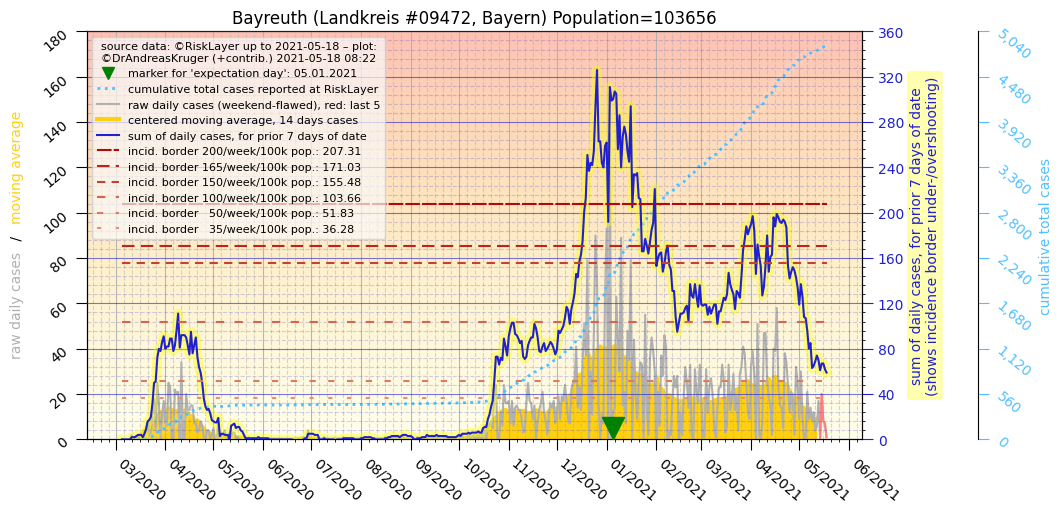 Bayreuth (Landkreis #09472, Bayern) Population=103656
source data: ©RiskLayer up to 2021-05-18 – plot:
©DrAndreasKruger (+contrib.) 2021-05-18 08:22
marker for 'expectation day': 05.01.2021
cumulative total cases reported at RiskLayer
raw daily cases (weekend-flawed), red: last 5
centered moving average, 14 days cases
sum of daily cases, for prior 7 days of date
incid. border 200/week/100k pop.: 207.31
incid. border 165/week/100k pop.: 171.03
incid. border 150/week/100k pop.: 155.48
incid. border 100/week/100k pop.: 103.66
incid. border   50/week/100k pop.: 51.83
incid. border   35/week/100k pop.: 36.28
raw daily cases / moving average
180
160
140
120
100
80
60
40
20
0
03/2020
04/2020
05/2020
06/2020
07/2020
08/2020
09/2020
10/2020
11/2020
12/2020
01/2021
02/2021
03/2021
04/2021
05/2021
06/2021
360
320
280
240
200
160
120
80
40
0
sum of daily cases, for prior 7 days of date
(shows incidence border under-/overshooting)
5,040
4,480
3,920
3,360
2,800
2,240
1,680
1,120
560
0
cumulative total cases